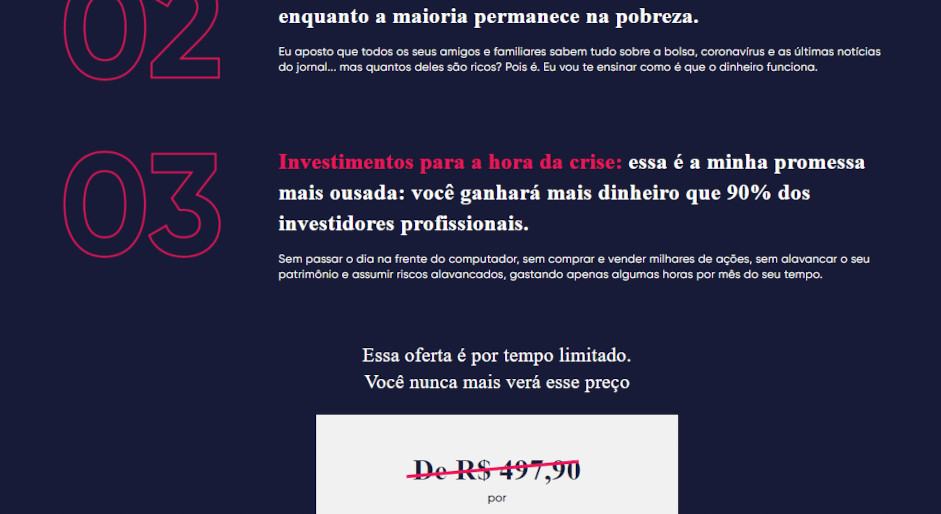 02
enquanto a maioria permanece na pobreza.
Eu aposto que todos os seus amigos e familiares sabem tudo sobre a bolsa, coronavírus e as últimas notícias
do jornal... mas quantos deles são ricos? Pois é. Eu vou te ensinar como é que o dinheiro funciona.
03
Investimentos para a hora da crise: essa é a minha promessa
mais ousada: você ganhará mais dinheiro que 90% dos
investidores profissionais.
Sem passar o dia na frente do computador, sem comprar e vender milhares de ações, sem alavancar o seu
patrimônio e assumir riscos alavancados, gastando apenas algumas horas por mês do seu tempo.
Essa oferta é por tempo limitado.
Você nunca mais verá esse preço
De R$ 497,90
por